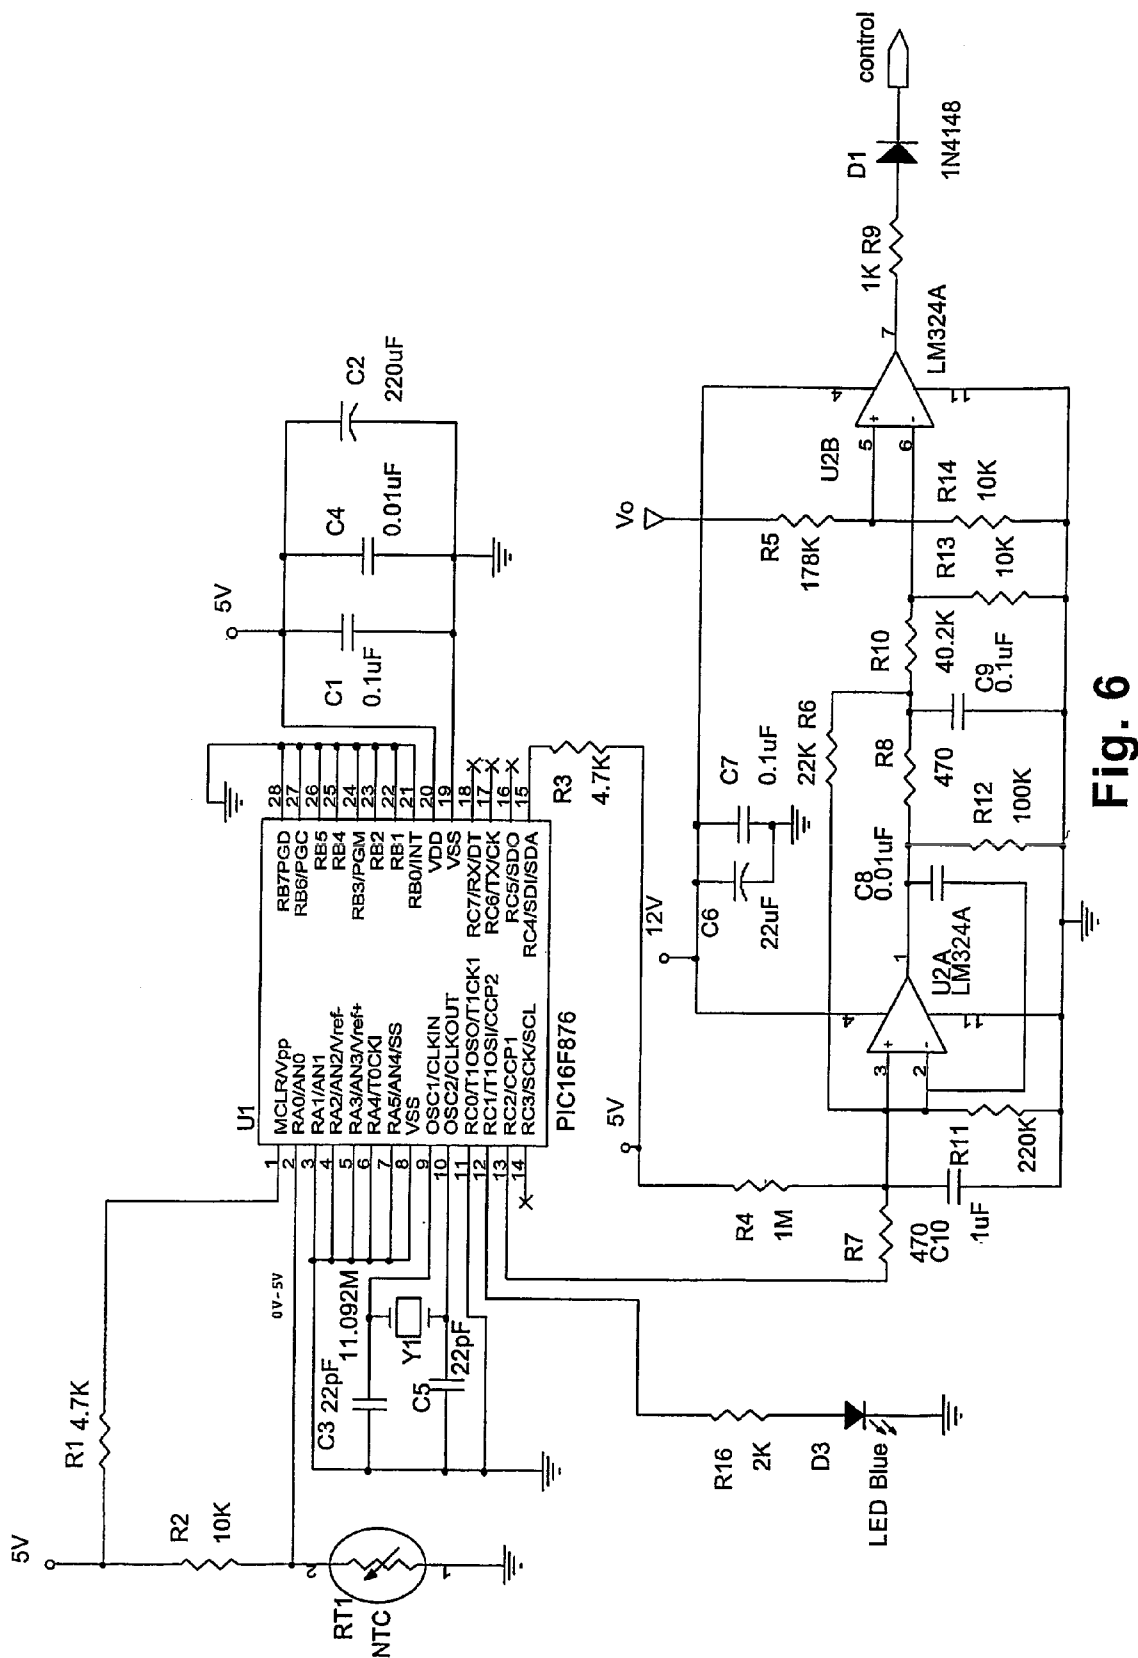 5V
R1 4.7K
R2
10K
RT1
NTC
2
1
0V-5V
C3 22pF
11.092M
Y1
C5
22pF
U1
PIC16F876
1
2
3
4
5
6
7
8
9
10
11
12
13
14
MCLR/Vpp
RA0/AN0
RA1/AN1
RA2/AN2/Vref-
RA3/AN3/Vref+
RA4/T0CKI
RA5/AN4/SS
VSS
OSC1/CLKIN
OSC2/CLKOUT
RC0/T1OSO/T1CK1
RC1/T1OSI/CCP2
RC2/CCP1
RC3/SCK/SCL
RB7PGD
RB6/PGC
RB5
RB4
RB3/PGM
RB2
RB1
RB0/INT
VDD
VSS
RC7/RX/DT
RC6/TX/CK
RC5/SDO
RC4/SDI/SDA
28
27
26
25
24
23
22
21
20
19
18
17
16
15
5V
C1
0.1uF
C4
0.01uF
C2
220uF
R3
4.7K
R16
2K
D3
LED Blue
5V
R4
1M
R7
470
C10
1uF
R11
220K
12V
C6
22uF
C7
0.1uF
3
2
+
-
4
11
1
U2A
LM324A
C8
0.01uF
R12
100K
22K R6
R8
470
C9
0.1uF
R10
40.2K
R13
10K
R14
10K
Vo
R5
178K
U2B
5
6
+
-
4
11
7
LM324A
1K R9
D1
1N4148
control
Fig. 6